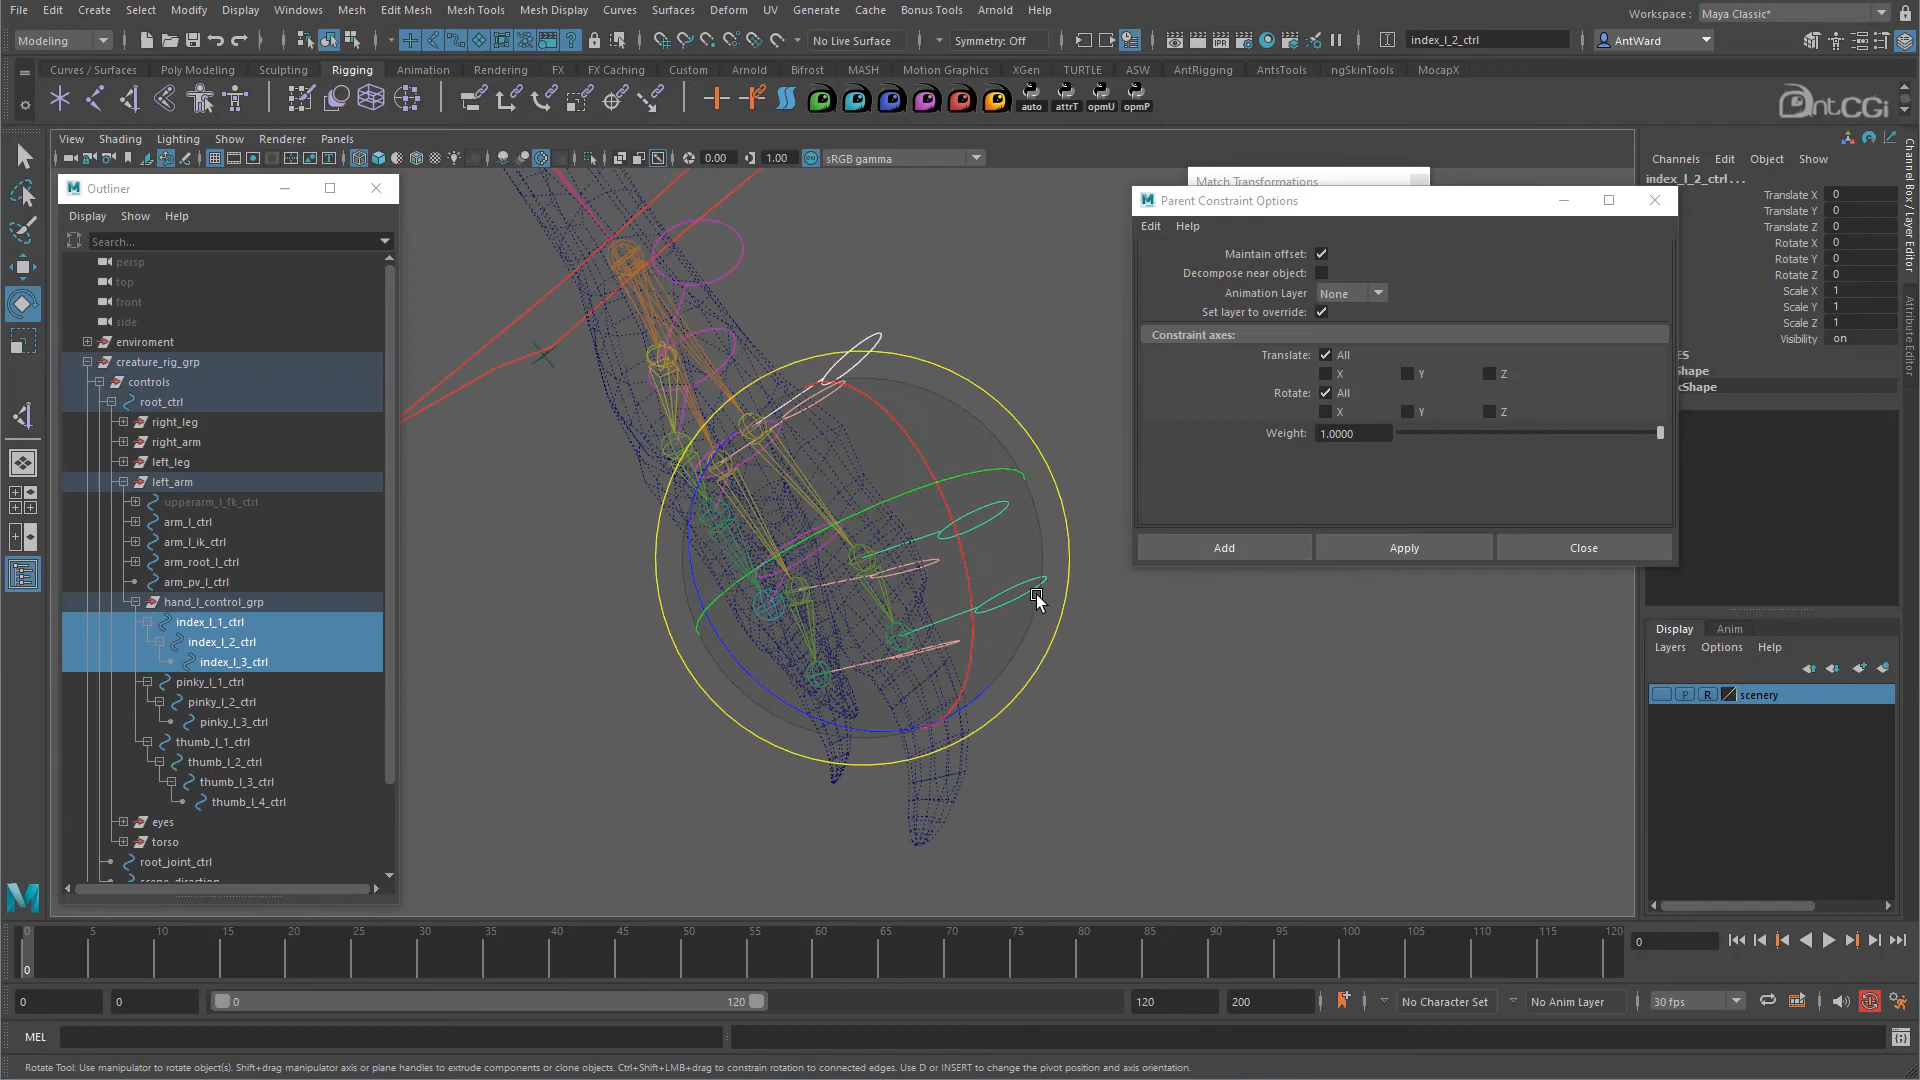 File Edit Create Select Modify Display Windows Mesh Edit Mesh Mesh Tools Mesh Display Curves Surfaces Deform UV Generate Cache Bonus Tools Arnold Help
Workspace : Maya Classic*
Modeling
No Live Surface
Symmetry: Off
index_l_2_ctrl
AntWard
Curves / Surfaces Poly Modeling Sculpting Rigging Animation Rendering FX FX Caching Custom Arnold Bifrost MASH Motion Graphics XGen TURTLE ASW AntRigging AntsTools ngSkinTools MocapX
auto attrT opmU opmP
AntCGi
View Shading Lighting Show Renderer Panels
0.00 1.00 sRGB gamma
Outliner
Display Show Help
Search...
persp
top
front
side
enviroment
creature_rig_grp
controls
root_ctrl
right_leg
right_arm
left_leg
left_arm
upperarm_l_fk_ctrl
arm_l_ctrl
arm_l_ik_ctrl
arm_root_l_ctrl
arm_pv_l_ctrl
hand_l_control_grp
index_l_1_ctrl
index_l_2_ctrl
index_l_3_ctrl
pinky_l_1_ctrl
pinky_l_2_ctrl
pinky_l_3_ctrl
thumb_l_1_ctrl
thumb_l_2_ctrl
thumb_l_3_ctrl
thumb_l_4_ctrl
eyes
torso
root_joint_ctrl
Match Transformations
Parent Constraint Options
Edit Help
Maintain offset:
Decompose near object:
Animation Layer None
Set layer to override:
Constraint axes:
Translate: All
X Y Z
Rotate: All
X Y Z
Weight: 1.0000
Add Apply Close
Channels Edit Object Show
index_l_2_ctrl . . .
Translate X 0
Translate Y 0
Translate Z 0
Rotate X 0
Rotate Y 0
Rotate Z 0
Scale X 1
Scale Y 1
Scale Z 1
Visibility on
ES
Shape
Shape
Channel Box / Layer Editor
Attribute Editor
Display Anim
Layers Options Help
P R scenery
0 5 10 15 20 25 30 35 40 45 50 55 60 65 70 75 80 85 90 95 100 105 110 115 120
0
0
0 0 0 120 120 200 No Character Set No Anim Layer 30 fps
MEL
Rotate Tool: Use manipulator to rotate object(s). Shift+drag manipulator axis or plane handles to extrude components or clone objects. Ctrl+Shift+LMB+drag to constrain rotation to connected edges. Use D or INSERT to change the pivot position and axis orientation.